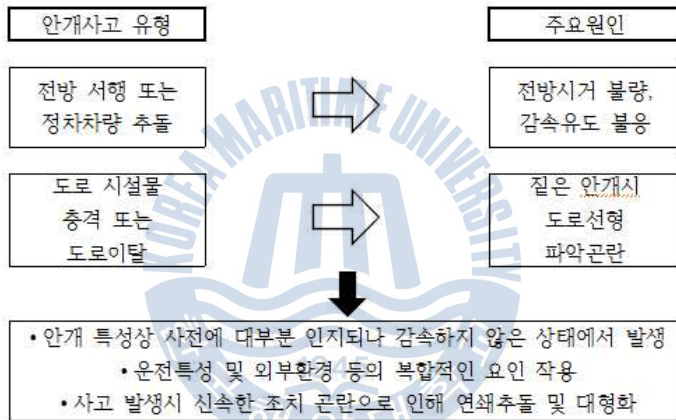 안개사고 유형
주요원인
전방 서행 또는
정차차량 추돌
전방시거 불량,
감속유도 불응
도로 시설물
충격 또는
도로이탈
짙은 안개시
도로선형
파악곤란
• 안개 특성상 사전에 대부분 인지되나 감속하지 않은 상태에서 발생
• 운전특성 및 외부환경 등의 복합적인 요인 작용
• 사고 발생시 신속한 조치 곤란으로 인해 연쇄추돌 및 대형화
KOREA MARITIME UNIVERSITY
1945